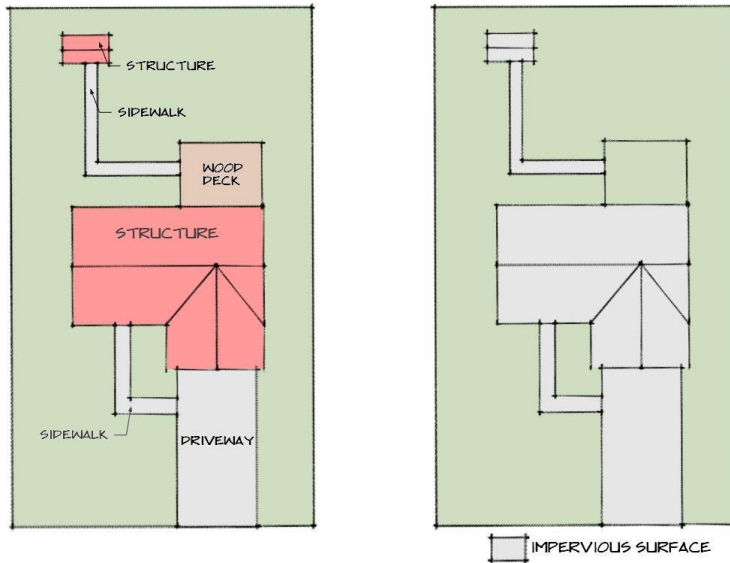 STRUCTURE
SIDEWALK
WOOD
DECK
STRUCTURE
SIDEWALK
DRIVEWAY
IMPERVIOUS SURFACE